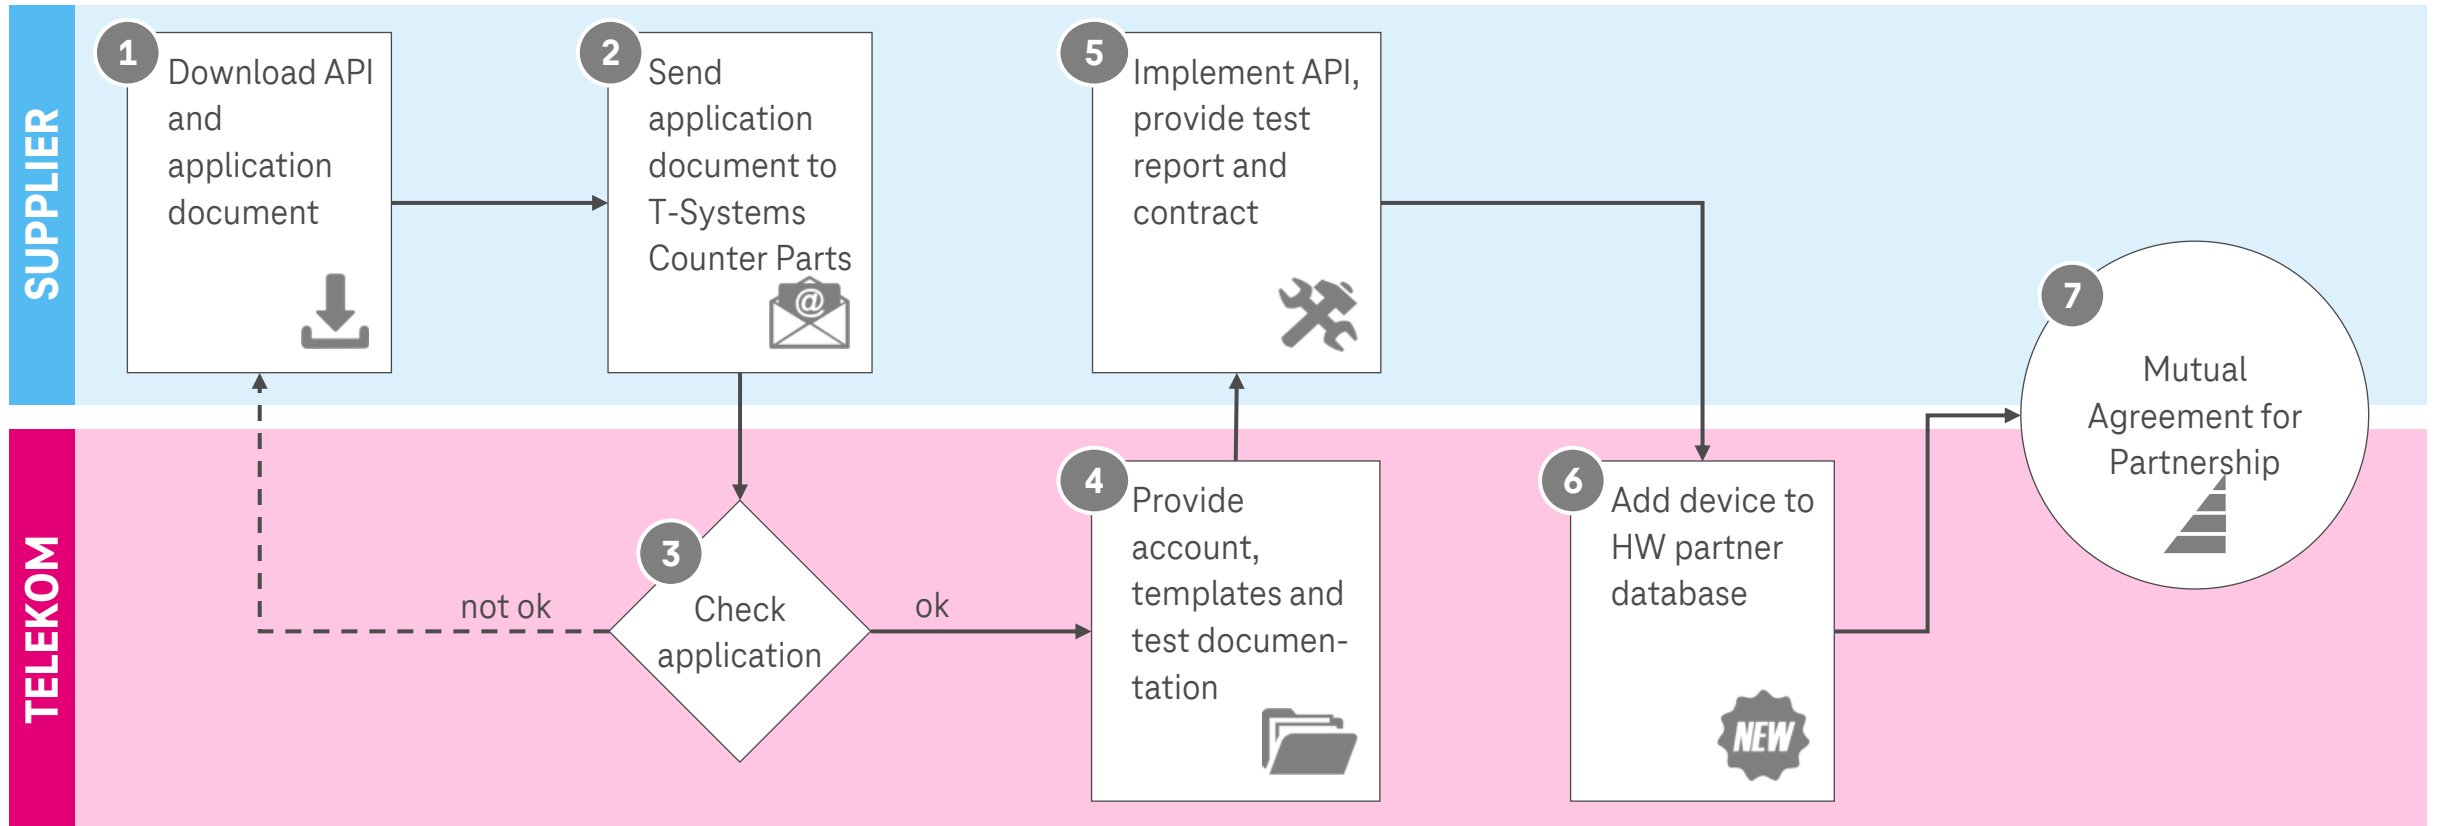 SUPPLIER
1
Download API
and
application
document
2
Send
application
document to
T-Systems
Counter Parts
@
5
Implement API,
provide test
report and
contract
7
Mutual
Agreement for
Partnership
TELEKOM
not ok
3
Check
application
ok
4
Provide
account,
templates and
test documen-
tation
6
Add device to
HW partner
database
NEW